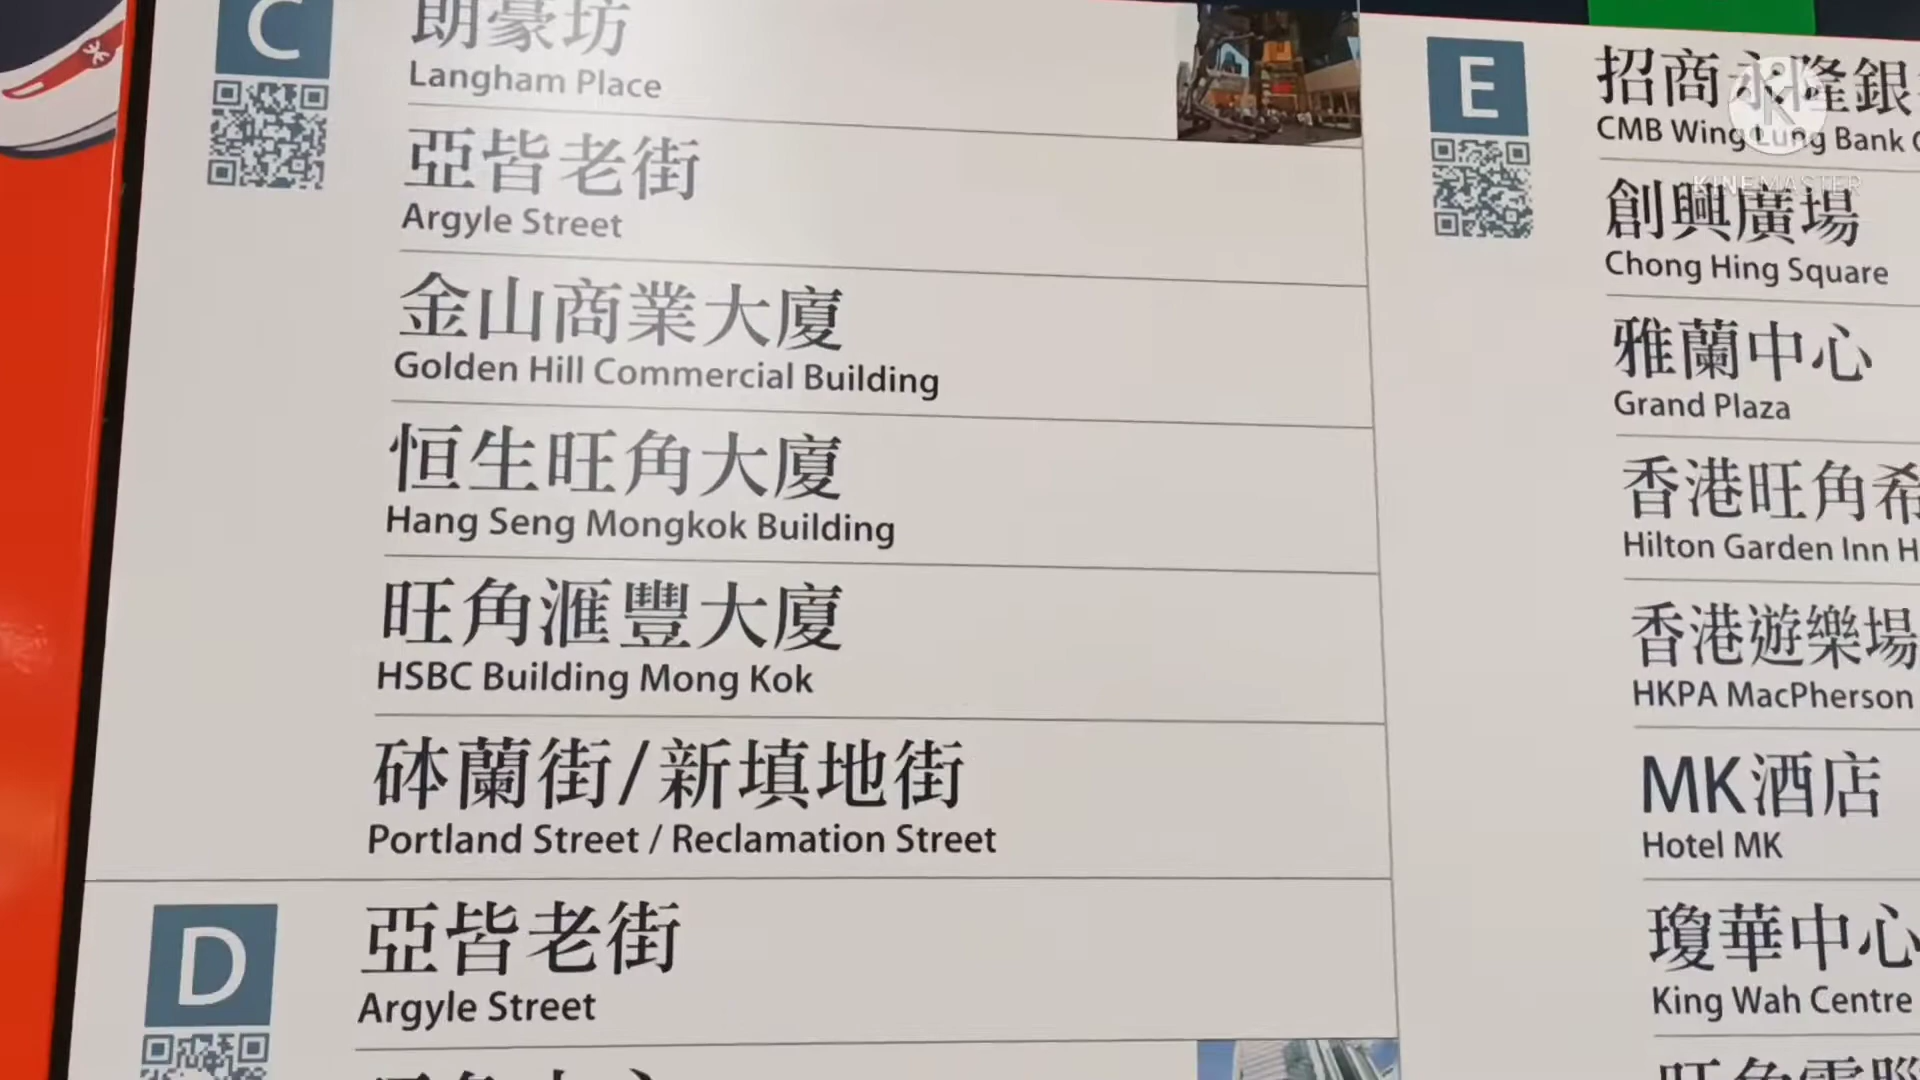 C
朗豪坊
Langham Place
亞皆老街
Argyle Street
金山商業大廈
Golden Hill Commercial Building
恒生旺角大廈
Hang Seng Mongkok Building
旺角滙豐大廈
HSBC Building Mong Kok
砵蘭街/新填地街
Portland Street / Reclamation Street
D
亞皆老街
Argyle Street
E
招商永隆銀
CMB Wing Lung Bank
創興廣場
Chong Hing Square
雅蘭中心
Grand Plaza
香港旺角希
Hilton Garden Inn H
香港遊樂場
HKPA MacPherson
MK酒店
Hotel MK
瓊華中心
King Wah Centre
KINEMASTER